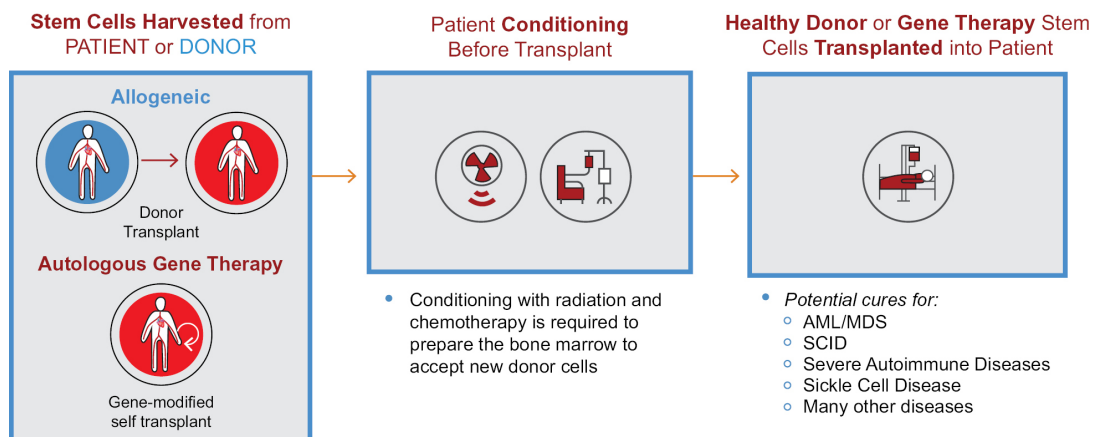 Stem Cells Harvested from
PATIENT or DONOR
Allogeneic
Donor
Transplant
Autologous Gene Therapy
Gene-modified
self transplant
Patient Conditioning
Before Transplant
Conditioning with radiation and
chemotherapy is required to
prepare the bone marrow to
accept new donor cells
Healthy Donor or Gene Therapy Stem
Cells Transplanted into Patient
Potential cures for:
AML/MDS
SCID
Severe Autoimmune Diseases
Sickle Cell Disease
Many other diseases